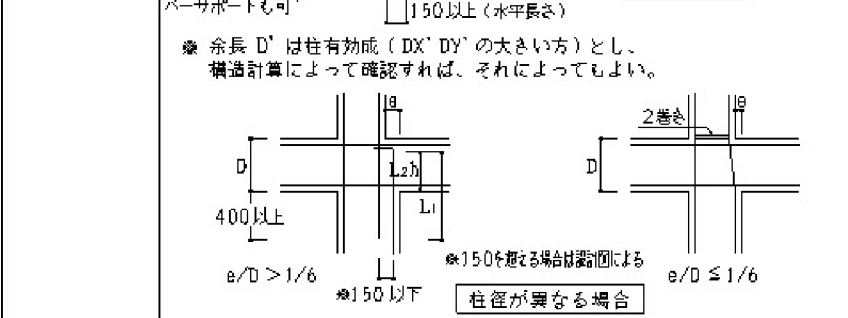 バーサポートも可
150以上(水平長さ)
※ 余長 D' は柱有効成( DX' DY' の大きい方)とし、
構造計算によって確認すれば、それによってもよい。
e
2巻き
e
D
L2h
D
400以上
L1
※150を超える場合は設計図による
e/D >1/6
e/D ≦ 1/6
※150以下
柱径が異なる場合